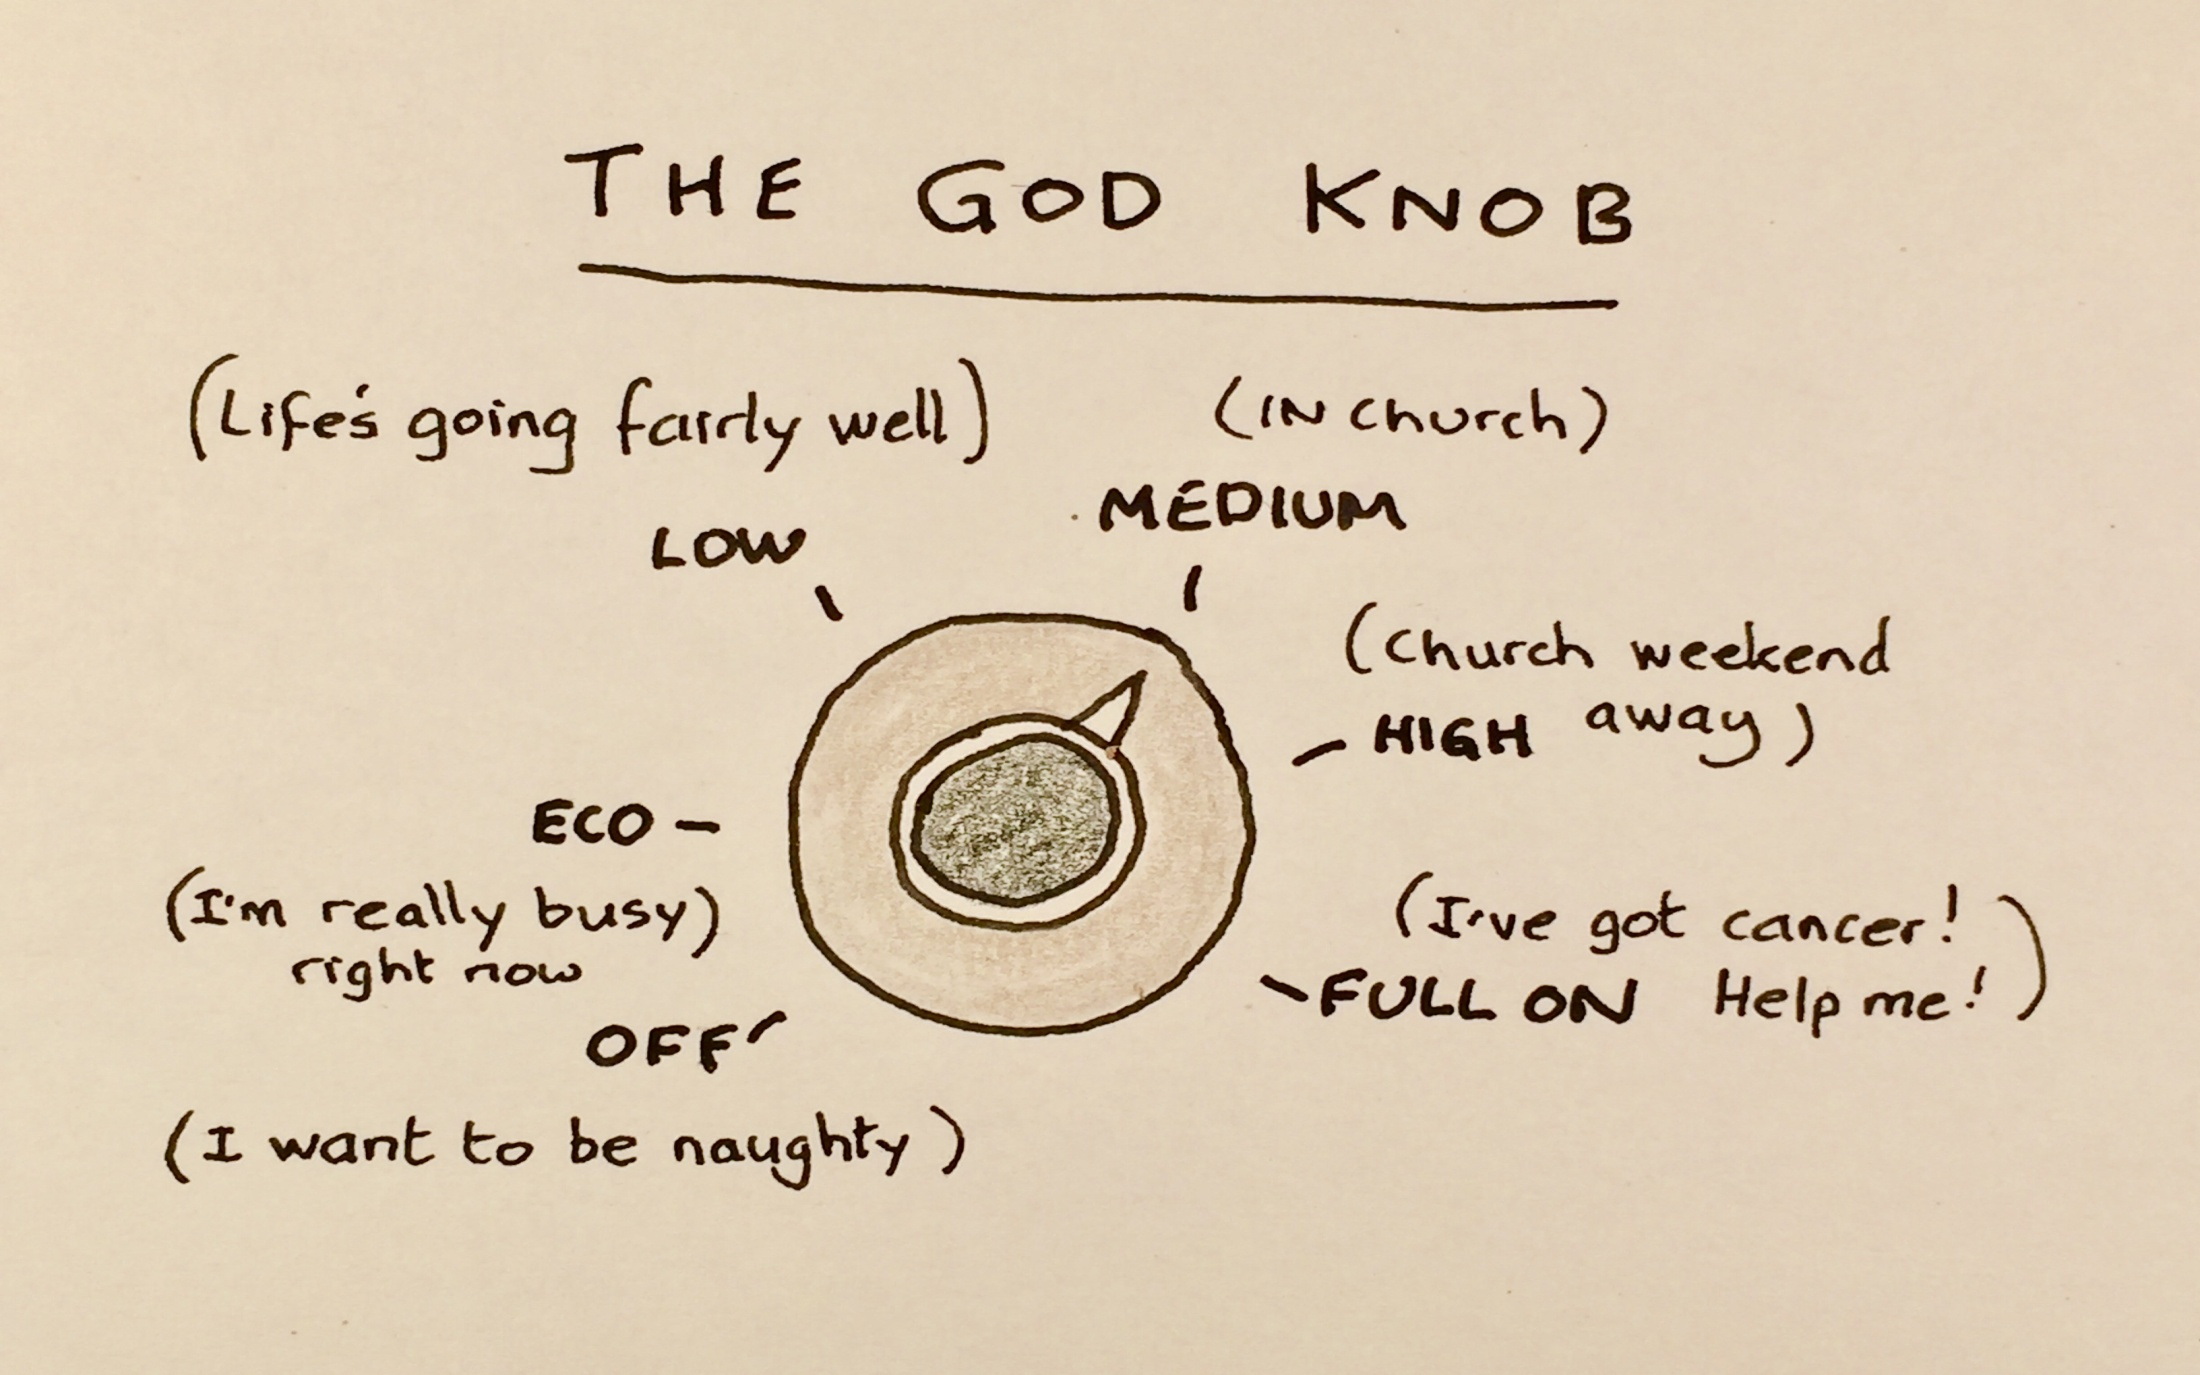 THE GOD KNOB
(Life's going fairly well)
LOW
(IN church)
MEDIUM
(church weekend
HIGH away)
ECO
(I'm really busy)
right now
(I've got cancer!
FULL ON Help me!)
OFF
(I want to be naughty)